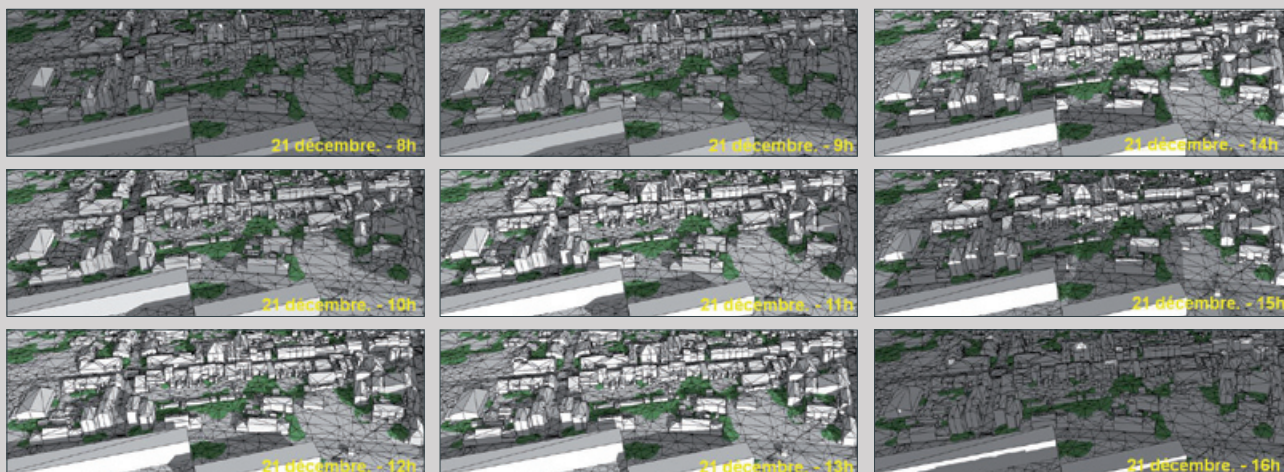 21 décembre. - 8h
21 décembre. - 9h
21 décembre. - 14h
21 décembre. - 10h
21 décembre. - 11h
21 décembre. - 15h
21 décembre. - 12h
21 décembre. - 13h
21 décembre. - 16h